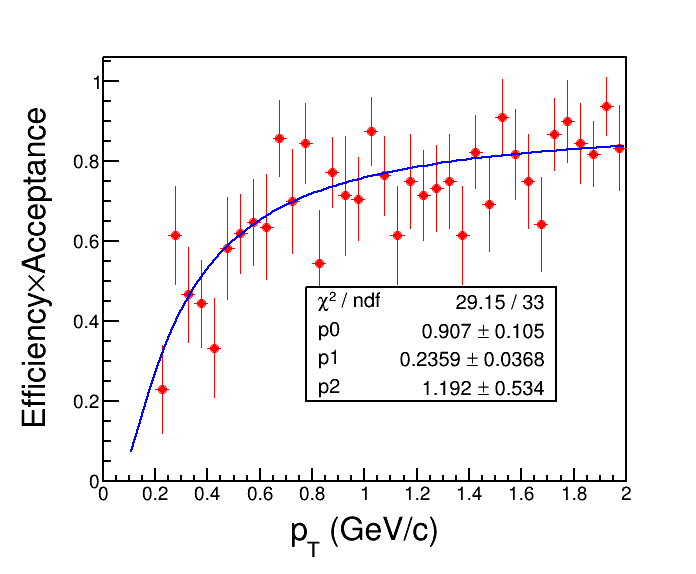 Efficiency×Acceptance
1
0.8
0.6
0.4
0.2
0
χ² / ndf 29.15 / 33
p0 0.907 ± 0.105
p1 0.2359 ± 0.0368
p2 1.192 ± 0.534
0 0.2 0.4 0.6 0.8 1 1.2 1.4 1.6 1.8 2
p_T (GeV/c)